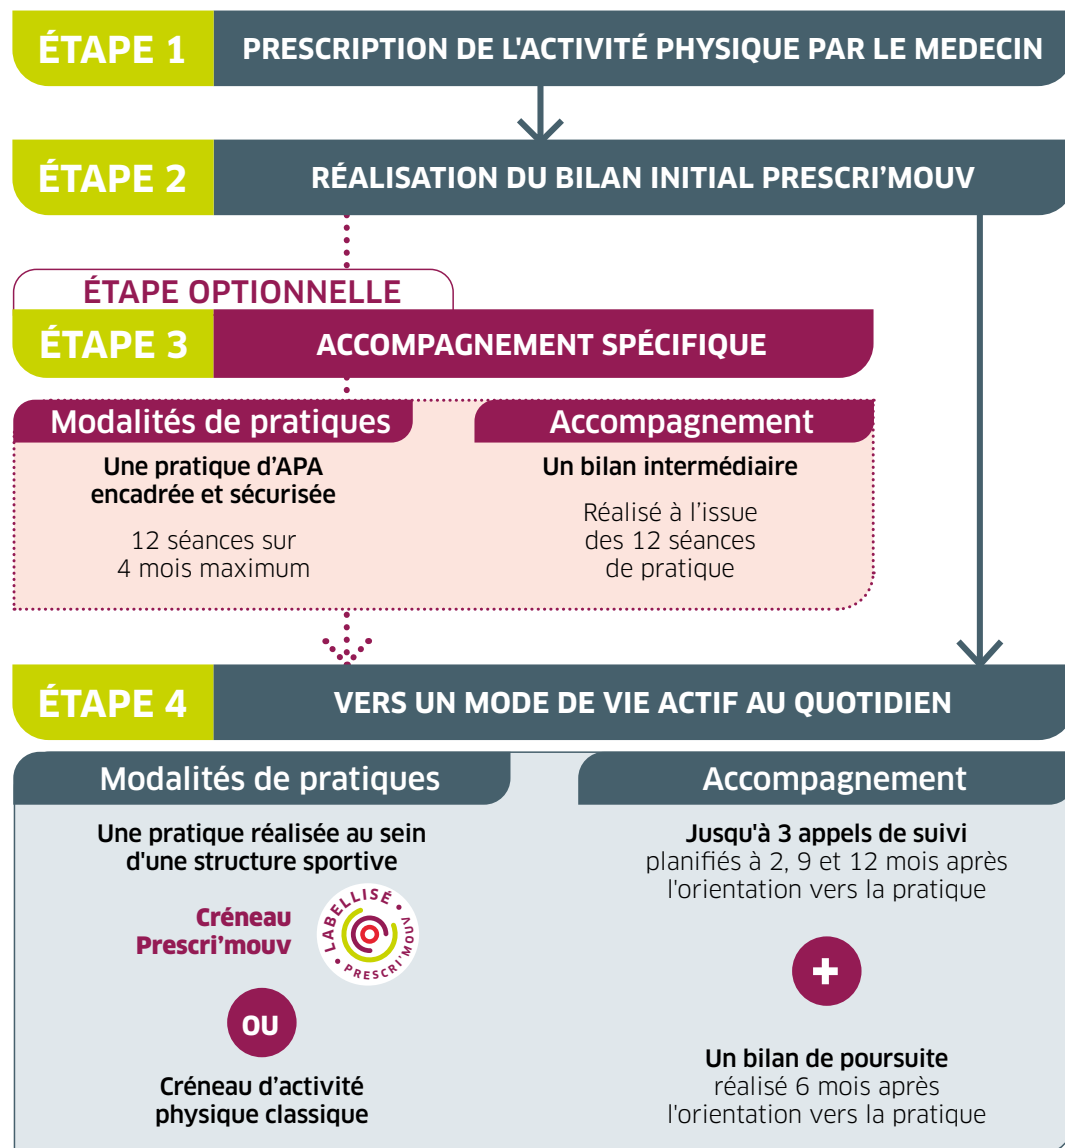 ÉTAPE 1
PRESCRIPTION DE L'ACTIVITÉ PHYSIQUE PAR LE MEDECIN
ÉTAPE 2
RÉALISATION DU BILAN INITIAL PRESCRI’MOUV
ÉTAPE OPTIONNELLE
ÉTAPE 3
ACCOMPAGNEMENT SPÉCIFIQUE
Modalités de pratiques
Une pratique d’APA
encadrée et sécurisée
12 séances sur
4 mois maximum
Accompagnement
Un bilan intermédiaire
Réalisé à l’issue
des 12 séances
de pratique
ÉTAPE 4
VERS UN MODE DE VIE ACTIF AU QUOTIDIEN
Modalités de pratiques
Une pratique réalisée au sein
d'une structure sportive
Créneau
Prescri’mouv
LABELLISÉ • PRESCRI’MOUV •
OU
Créneau d’activité
physique classique
Accompagnement
Jusqu'à 3 appels de suivi
planifiés à 2, 9 et 12 mois après
l'orientation vers la pratique
+
Un bilan de poursuite
réalisé 6 mois après
l'orientation vers la pratique